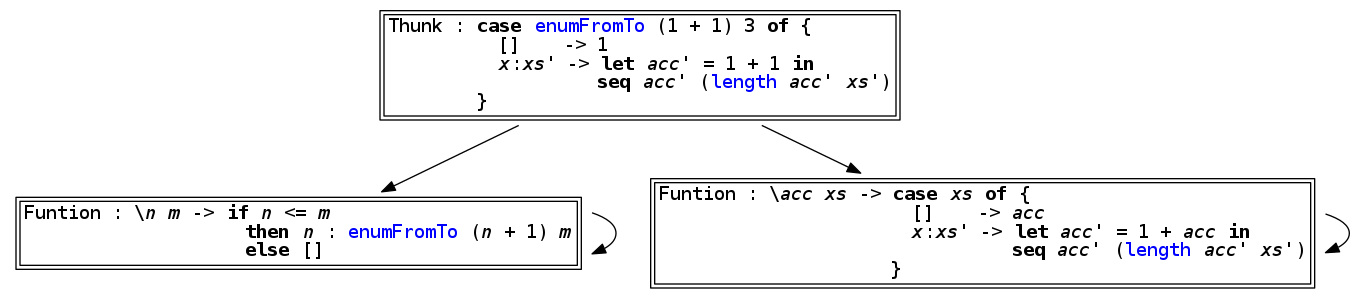 Thunk : case enumFromTo (1 + 1) 3 of {
[] -> 1
x:xs' -> let acc' = 1 + 1 in
seq acc' (length acc' xs')
}
Funtion : \n m -> if n <= m
then n : enumFromTo (n + 1) m
else []
Funtion : \acc xs -> case xs of {
[] -> acc
x:xs' -> let acc' = 1 + acc in
seq acc' (length acc' xs')
}